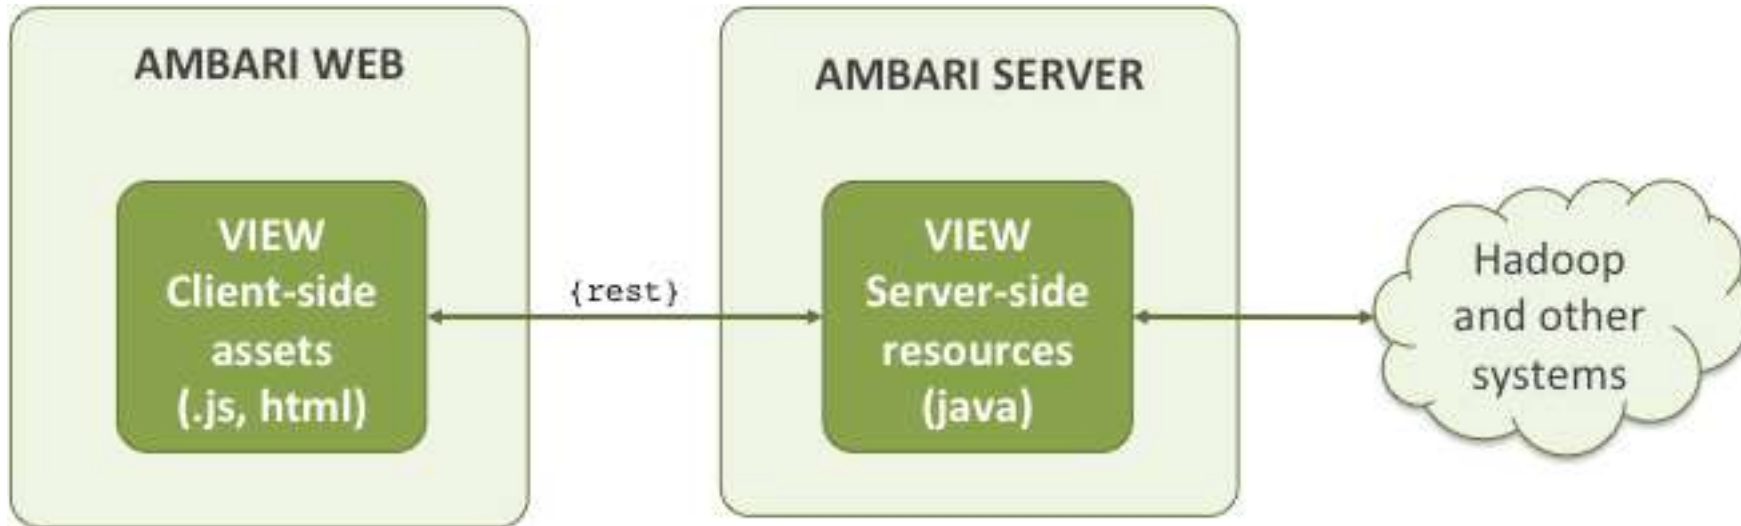 AMBARI WEB
VIEW
Client-side
assets
(.js, html)
{rest}
AMBARI SERVER
VIEW
Server-side
resources
(java)
Hadoop
and other
systems